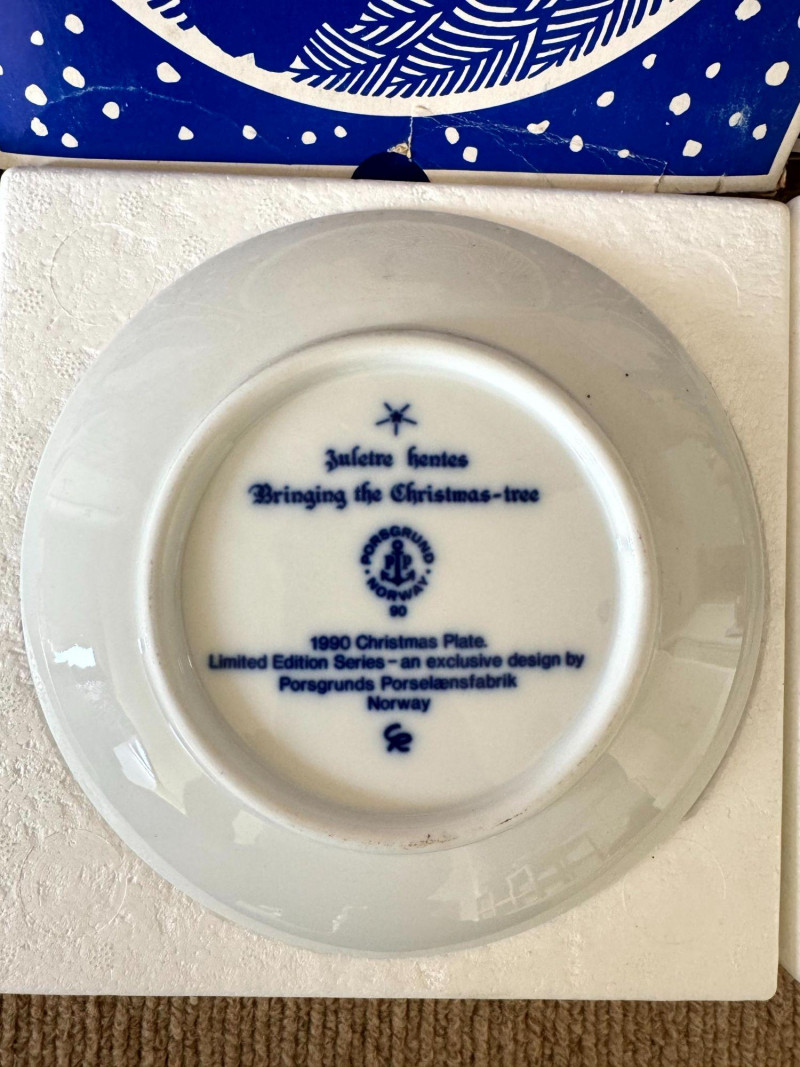 Juletre hentes
Bringing the Christmas-tree
PORSGRUND
PP
NORWAY
90
1990 Christmas Plate.
Limited Edition Series – an exclusive design by
Porsgrunds Porselænsfabrik
Norway